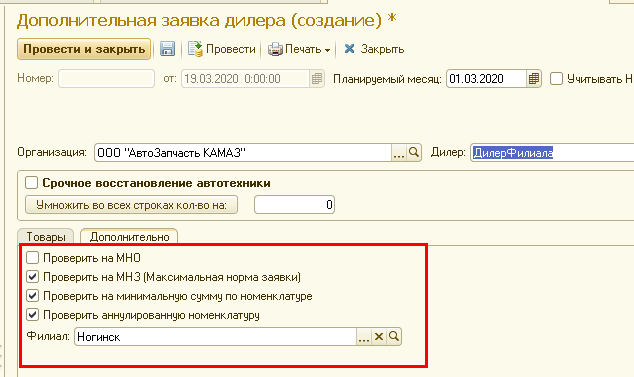 Дополнительная заявка дилера (создание) *
Провести и закрыть Провести Печать Закрыть
Номер: от: 19.03.2020 0:00:00 Планируемый месяц: 01.03.2020 Учитывать Н
Организация: ООО "АвтоЗапчасть КАМАЗ" ... Дилер: ДилерФилиала
Срочное восстановление автотехники
Умножить во всех строках кол-во на: 0
Товары Дополнительно
Проверить на МНО
Проверить на МНЗ (Максимальная норма заявки)
Проверить на минимальную сумму по номенклатуре
Проверить аннулированную номенклатуру
Филиал: Ногинск ...